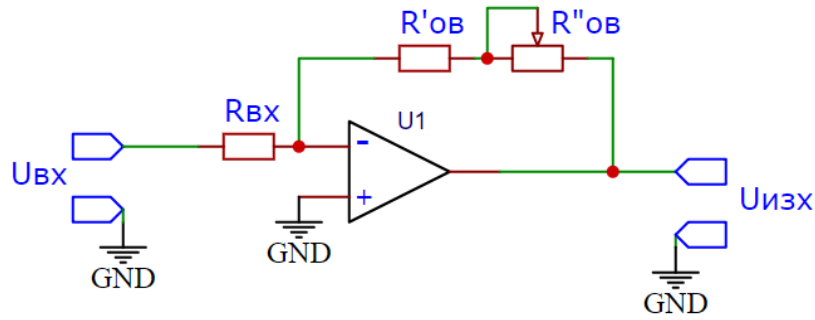 R'ов
R"ов
Rвх
U1
-
+
Uвх
Uизх
GND
GND
GND